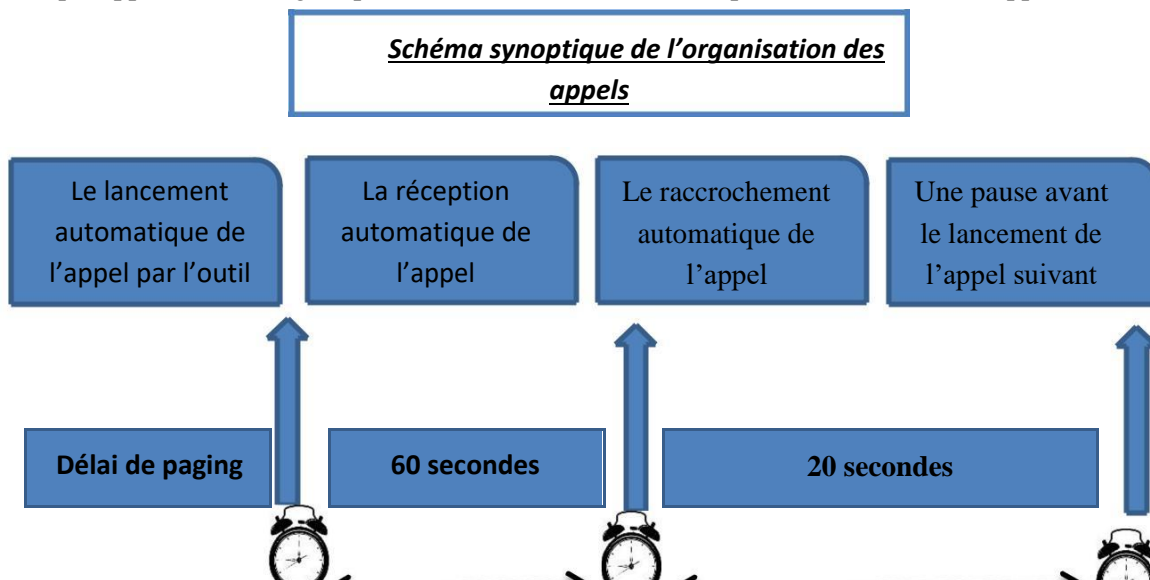 Schéma synoptique de l’organisation des
appels
Le lancement
automatique de
l’appel par l’outil
La réception
automatique de
l’appel
Le raccrochement
automatique de
l’appel
Une pause avant
le lancement de
l’appel suivant
Délai de paging
60 secondes
20 secondes